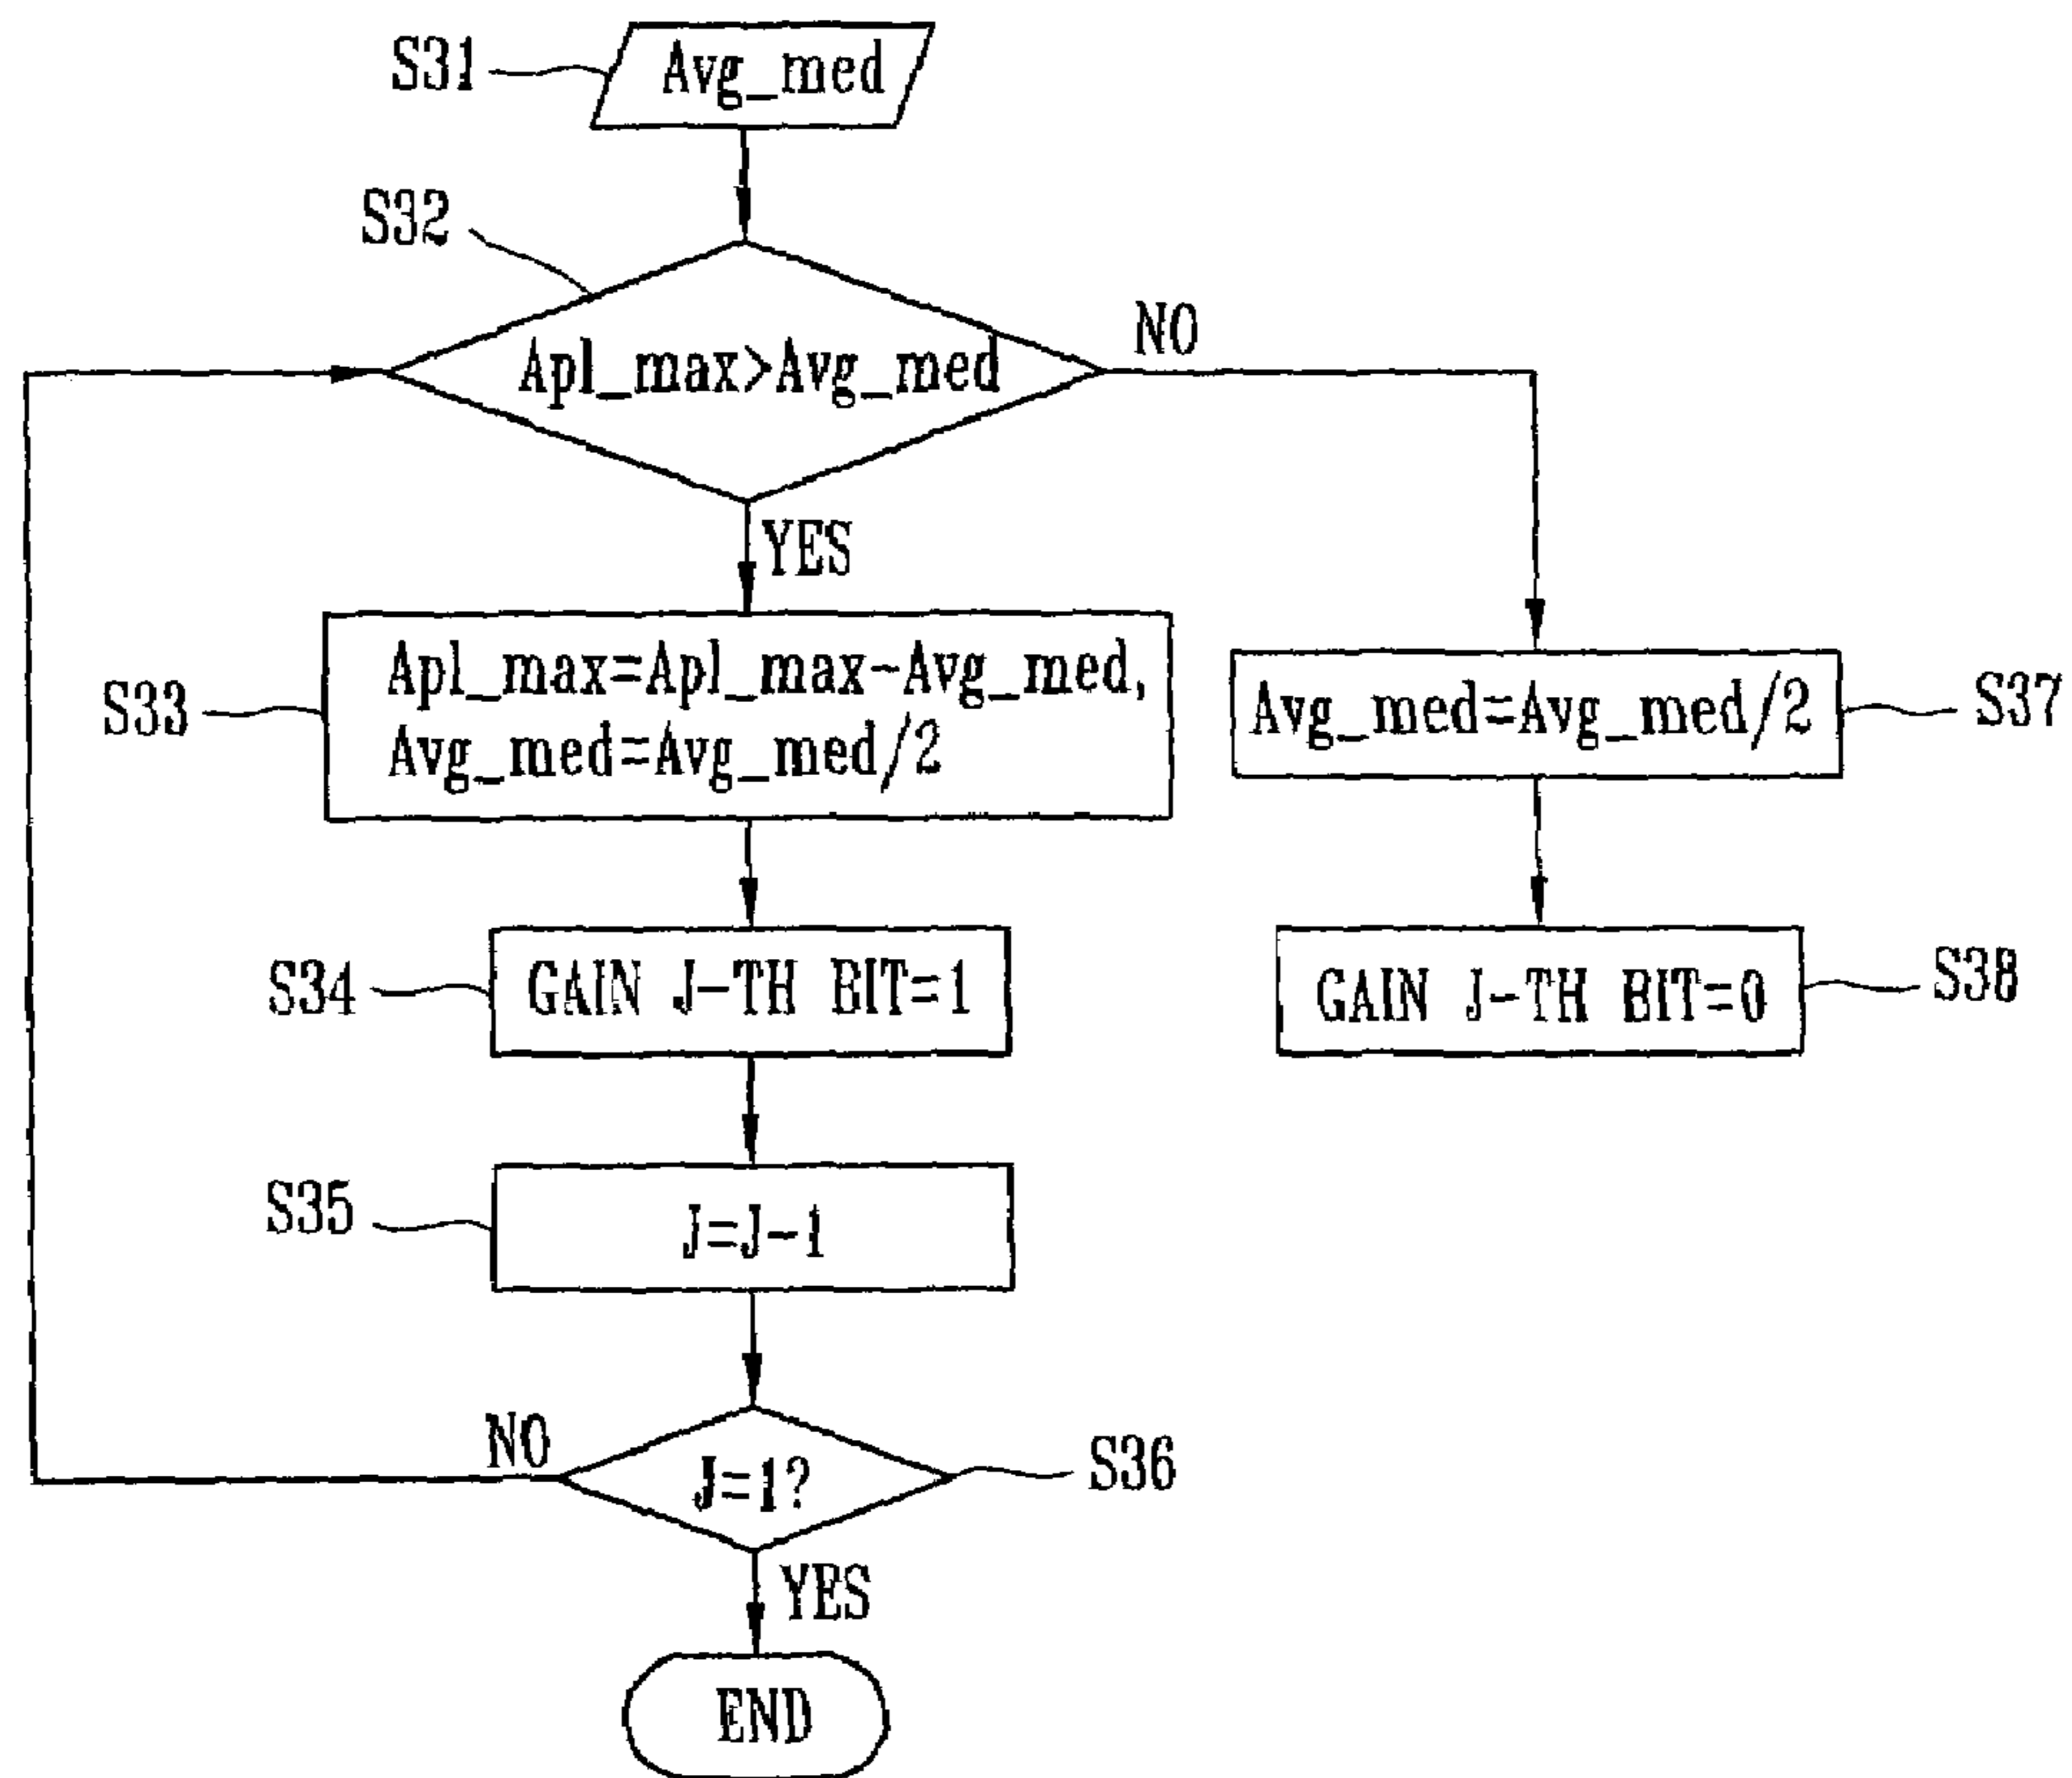 S31
Avg_med
S32
Apl_max>Avg_med
NO
YES
S33
Apl_max=Apl_max-Avg_med,
Avg_med=Avg_med/2
Avg_med=Avg_med/2
S37
S34
GAIN J-TH BIT=1
GAIN J-TH BIT=0
S38
S35
J=J-1
NO
J=1?
S36
YES
END